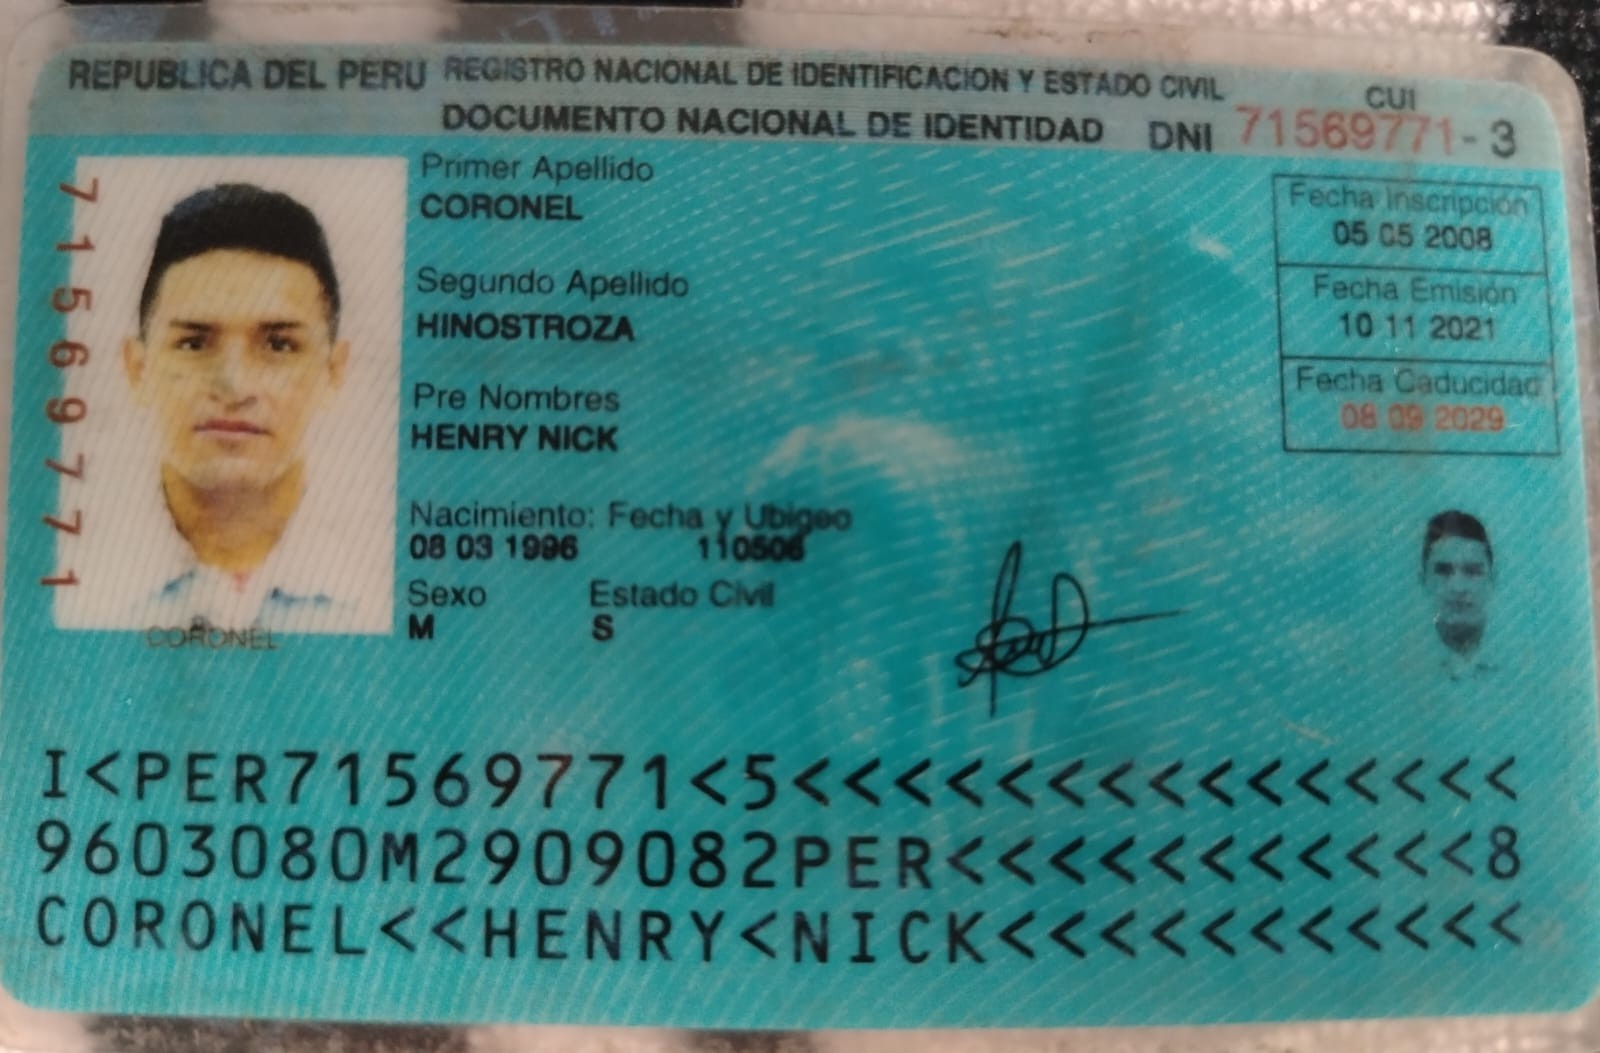 REPUBLICA DEL PERU REGISTRO NACIONAL DE IDENTIFICACION Y ESTADO CIVIL
DOCUMENTO NACIONAL DE IDENTIDAD DNI 71569771-3
CUI
71569771
Primer Apellido
CORONEL
Segundo Apellido
HINOSTROZA
Pre Nombres
HENRY NICK
Nacimiento: Fecha y Ubigeo
08 03 1996 110506
Sexo Estado Civil
M S
Fecha Inscripción
05 05 2008
Fecha Emisión
10 11 2021
Fecha Caducidad
08 09 2029
CORONEL
I<PER71569771<5<<<<<<<<<<<<<<<
9603080M2909082PER<<<<<<<<<<<8
CORONEL<<HENRY<NICK<<<<<<<<<<<